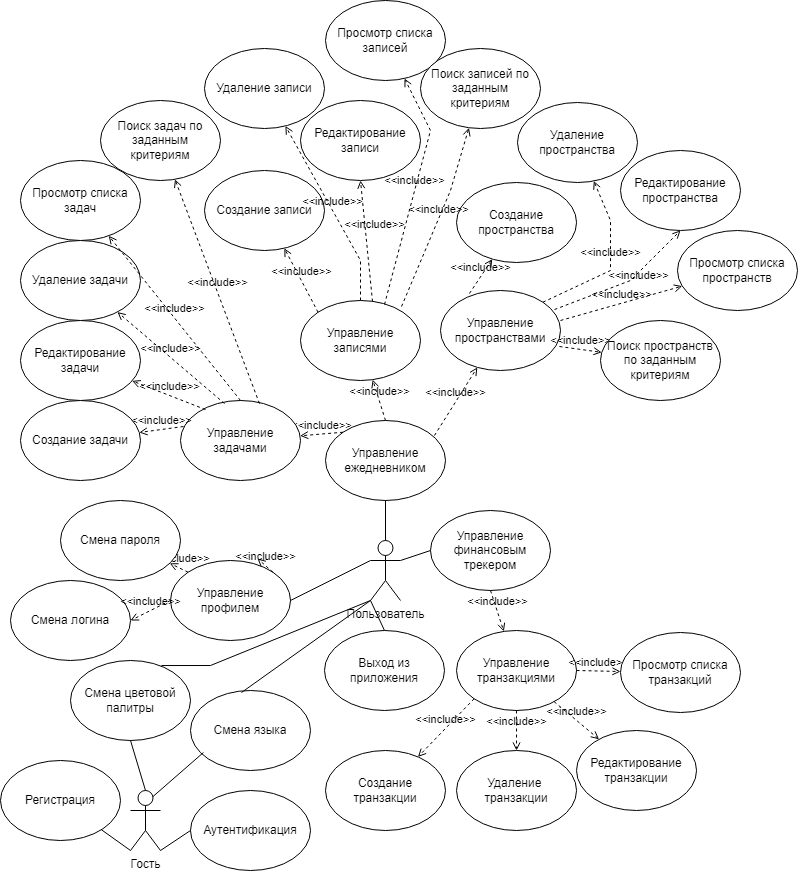 Просмотр списка
записей
Удаление записи
Поиск записей по
заданным
критериям
Поиск задач по
заданным
критериям
Редактирование
записи
Удаление
пространства
Просмотр списка
задач
<<include>>
Редактирование
пространства
<<include>>
Создание записи
<<include>>
<<include>>
Создание
пространства
<<include>>
Удаление задачи
<<include>>
<<include>>
<<include>>
<<include>>
Просмотр списка
пространств
<<include>>
<<include>>
Управление
записями
Управление
пространствами
Редактирование
задачи
<<include>>
<<include>>
Поиск пространств
по заданным
критериям
<<include>>
<<include>>
<<include>>
Создание задачи
<<include>>
Управление
задачами
<<include>>
Управление
ежедневником
Смена пароля
Управление
финансовым
трекером
clude>>
<<include>>
Управление
профилем
Смена логина
<<include>>
<<include>>
Пользователь
Выход из
приложения
Управление
транзакциями
<<include>
Просмотр списка
транзакций
Смена цветовой
палитры
Смена языка
<<include>>
<<include>>
<<include>>
Создание
транзакции
Удаление
транзакции
Редактирование
транзакции
Регистрация
Аутентификация
Гость